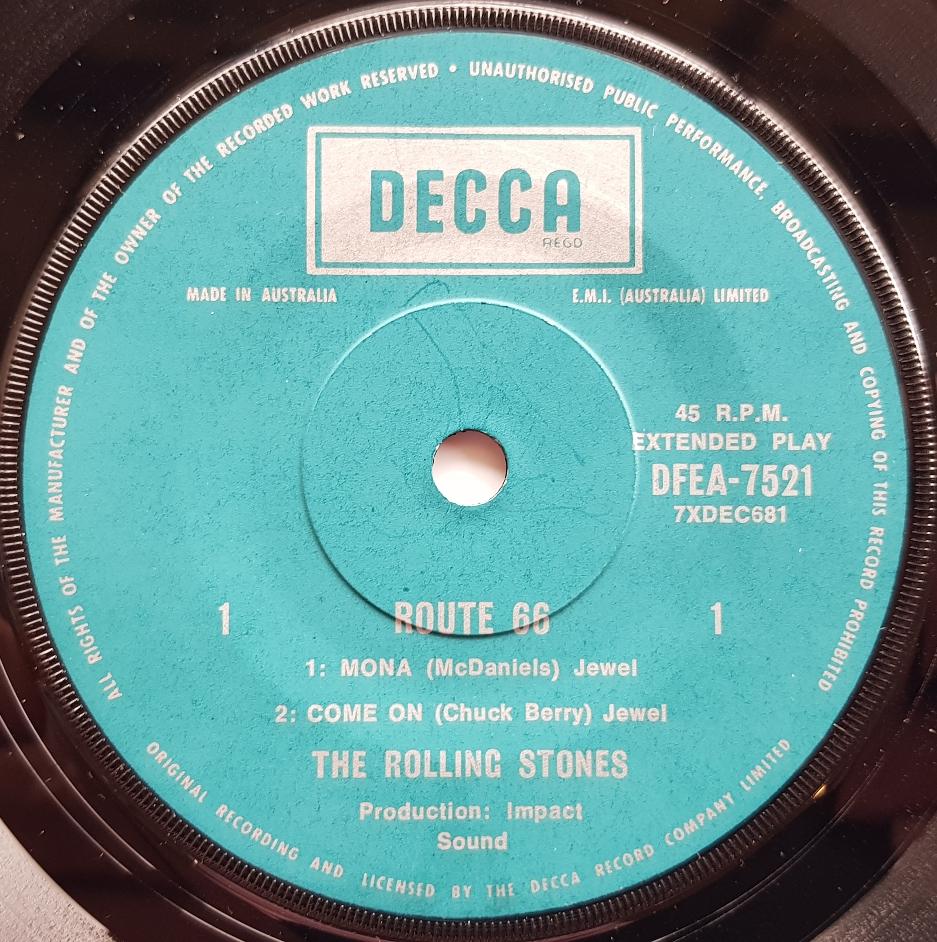 ALL RIGHTS OF THE MANUFACTURER AND OF THE OWNER OF THE RECORDED WORK RESERVED • UNAUTHORISED PUBLIC PERFORMANCE, BROADCASTING AND COPYING OF THIS RECORD PROHIBITED
DECCA
REGD
MADE IN AUSTRALIA
E.M.I. (AUSTRALIA) LIMITED
45 R.P.M.
EXTENDED PLAY
DFEA-7521
7XDEC681
1 ROUTE 66 1
1: MONA (McDaniels) Jewel
2: COME ON (Chuck Berry) Jewel
THE ROLLING STONES
Production: Impact
Sound
ORIGINAL RECORDING AND LICENSED BY THE DECCA RECORD COMPANY LIMITED